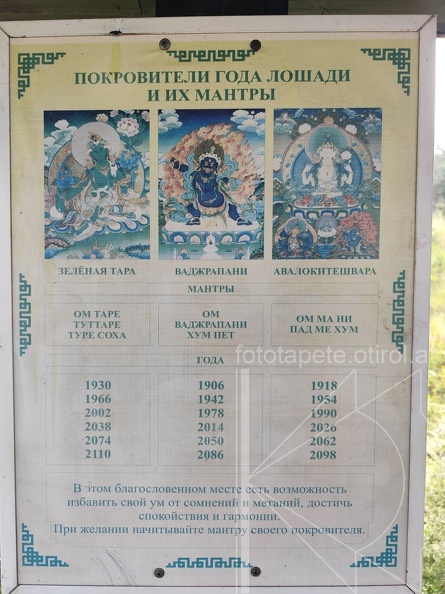 ПОКРОВИТЕЛИ ГОДА ЛОШАДИ
И ИХ МАНТРЫ
ЗЕЛЁНАЯ ТАРА ВАДЖРАПАНИ АВАЛОКИТЕШВАРА
МАНТРЫ
ОМ ТАРЕ
ТУТТАРЕ
ТУРЕ СОХА
ОМ
ВАДЖРАПАНИ
ХУМ ПЕТ
ОМ МА НИ
ПАД МЕ ХУМ
fototapete.otirol.a
ГОДА
1930 1906 1918
1966 1942 1954
2002 1978 1990
2038 2014 2026
2074 2050 2062
2110 2086 2098
В этом благословенном месте есть возможность
избавить свой ум от сомнений и метаний, достичь
спокойствия и гармонии.
При желании начитывайте мантру своего покровителя.